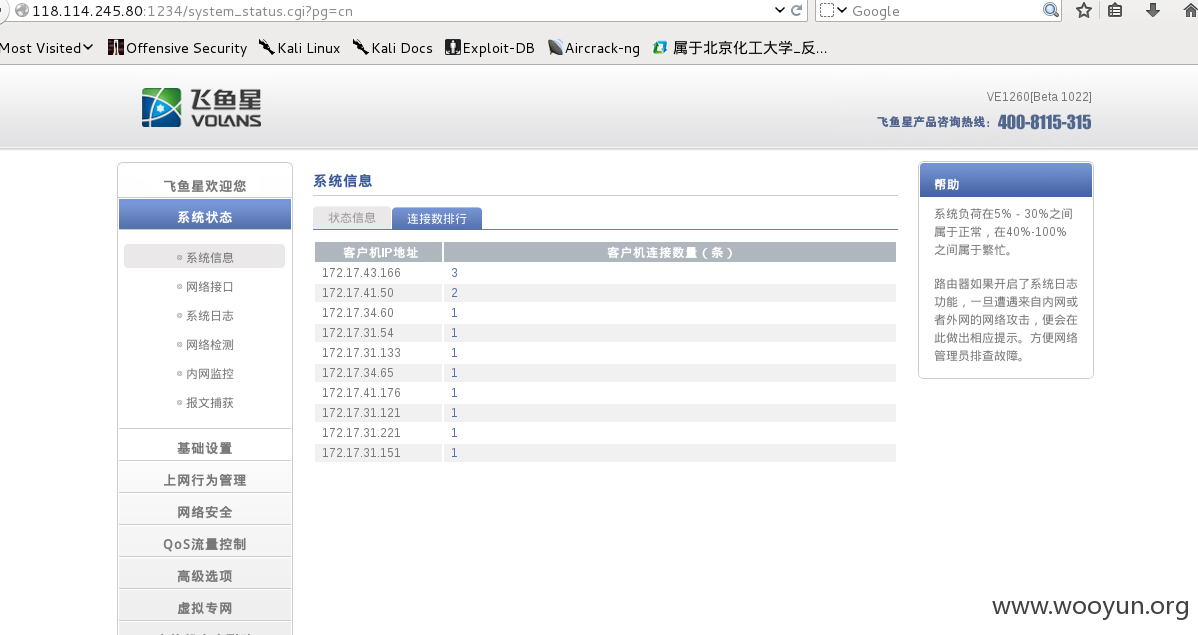 118.114.245.80:1234/system_status.cgi?pg=cn
Google
Most Visited
Offensive Security
Kali Linux
Kali Docs
Exploit-DB
Aircrack-ng
属于北京化工大学_反...
飞鱼星
VOLANS
VE1260[Beta 1022]
飞鱼星产品咨询热线：400-8115-315
飞鱼星欢迎您
系统状态
系统信息
网络接口
系统日志
网络检测
内网监控
报文捕获
基础设置
上网行为管理
网络安全
QoS流量控制
高级选项
虚拟专网
系统信息
状态信息 连接数排行
客户机IP地址 客户机连接数量（条）
172.17.43.166 3
172.17.41.50 2
172.17.34.60 1
172.17.31.54 1
172.17.31.133 1
172.17.34.65 1
172.17.41.176 1
172.17.31.121 1
172.17.31.221 1
172.17.31.151 1
帮助
系统负荷在5% - 30%之间
属于正常，在40%-100%
之间属于繁忙。
路由器如果开启了系统日志
功能，一旦遭遇来自内网或
者外网的网络攻击，便会在
此做出相应提示。方便网络
管理员排查故障。
www.wooyun.org